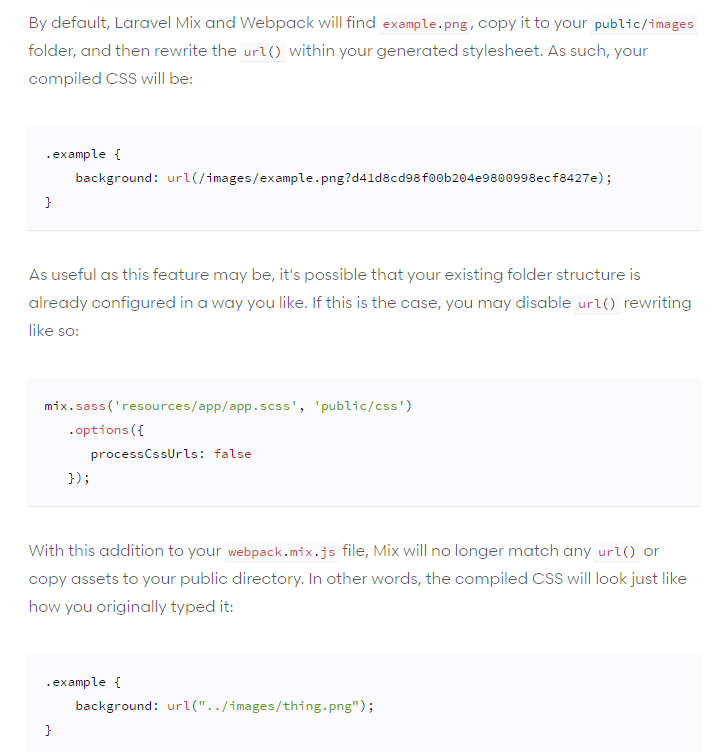 By default, Laravel Mix and Webpack will find example.png, copy it to your public/images
folder, and then rewrite the url() within your generated stylesheet. As such, your
compiled CSS will be:
.example {
    background: url(/images/example.png?d41d8cd98f00b204e9800998ecf8427e);
}
As useful as this feature may be, it's possible that your existing folder structure is
already configured in a way you like. If this is the case, you may disable url() rewriting
like so:
mix.sass('resources/app/app.scss', 'public/css')
   .options({
      processCssUrls: false
   });
With this addition to your webpack.mix.js file, Mix will no longer match any url() or
copy assets to your public directory. In other words, the compiled CSS will look just like
how you originally typed it:
.example {
    background: url("../images/thing.png");
}